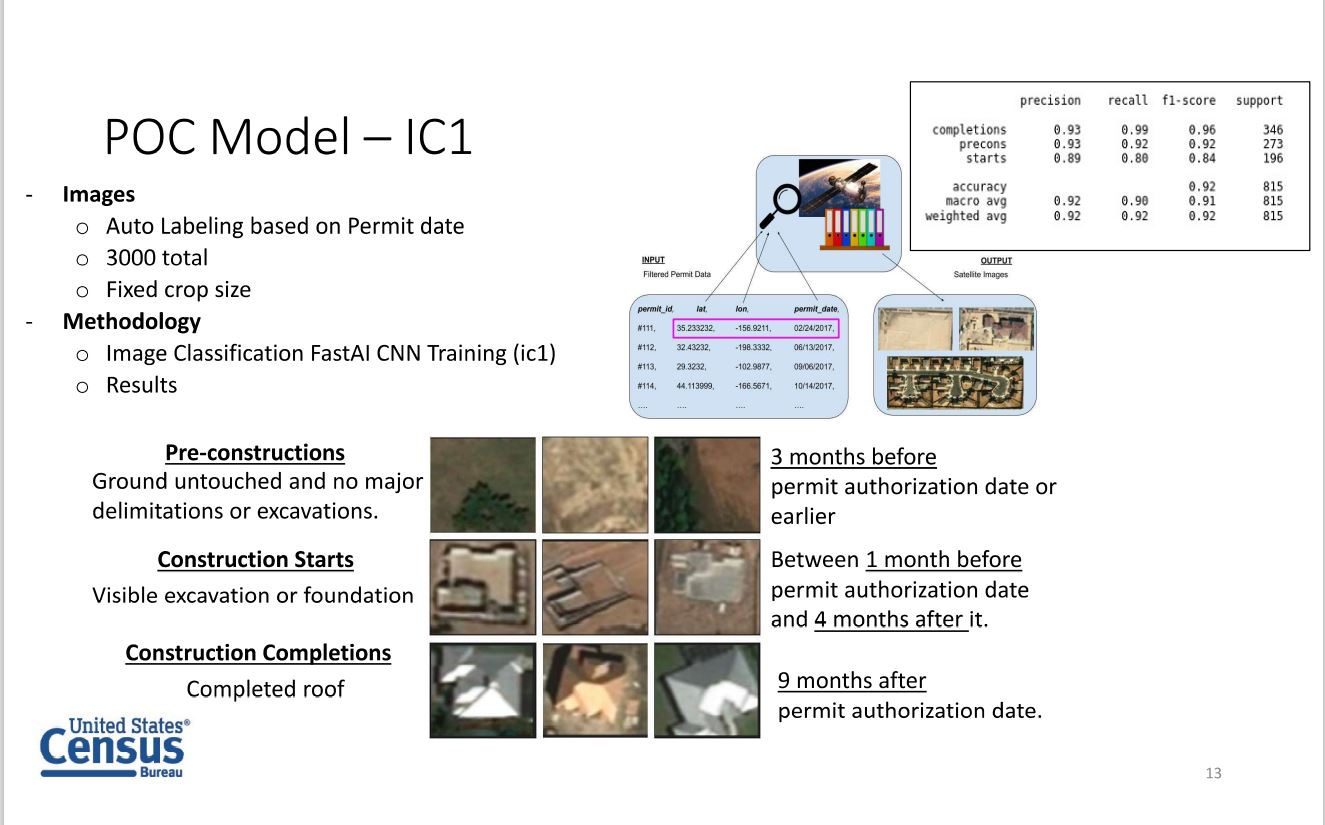 POC Model – IC1
- Images
o Auto Labeling based on Permit date
o 3000 total
o Fixed crop size
- Methodology
o Image Classification FastAI CNN Training (ic1)
o Results
precision recall f1-score support
completions 0.93 0.99 0.96 346
precons 0.93 0.92 0.92 273
starts 0.89 0.80 0.84 196
accuracy 0.92 815
macro avg 0.92 0.90 0.91 815
weighted avg 0.92 0.92 0.92 815
INPUT
Filtered Permit Data
permit_id, lat, lon, permit_date,
#111, 35.233232, -156.9211, 02/24/2017,
#112, 32.43232, -198.3332, 06/13/2017,
#113, 29.3232, -102.9877, 09/06/2017,
#114, 44.113999, -166.5671, 10/14/2017,
.... .... .... ....
OUTPUT
Satellite Images
Pre-constructions
Ground untouched and no major
delimitations or excavations.
3 months before
permit authorization date or
earlier
Construction Starts
Visible excavation or foundation
Between 1 month before
permit authorization date
and 4 months after it.
Construction Completions
Completed roof
9 months after
permit authorization date.
United States®
Census
Bureau
13